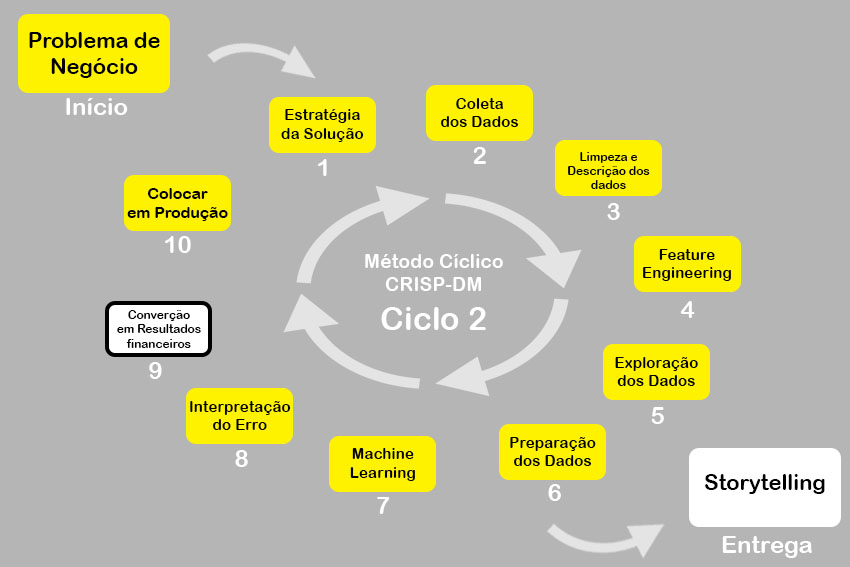 Problema de
Negócio
Início
Estratégia
da Solução
1
Coleta
dos Dados
2
Limpeza e
Descrição dos
dados
3
Feature
Engineering
4
Exploração
dos Dados
5
Preparação
dos Dados
6
Machine
Learning
7
Interpretação
do Erro
8
Converção
em Resultados
financeiros
9
Colocar
em Produção
10
Método Cíclico
CRISP-DM
Ciclo 2
Storytelling
Entrega